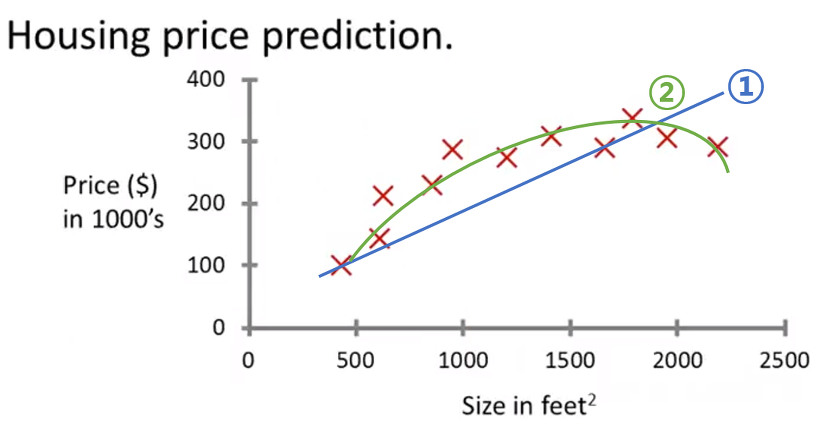 Housing price prediction.
400
②
①
300
Price ($)
in 1000’s
200
100
0
0 500 1000 1500 2000 2500
Size in feet²